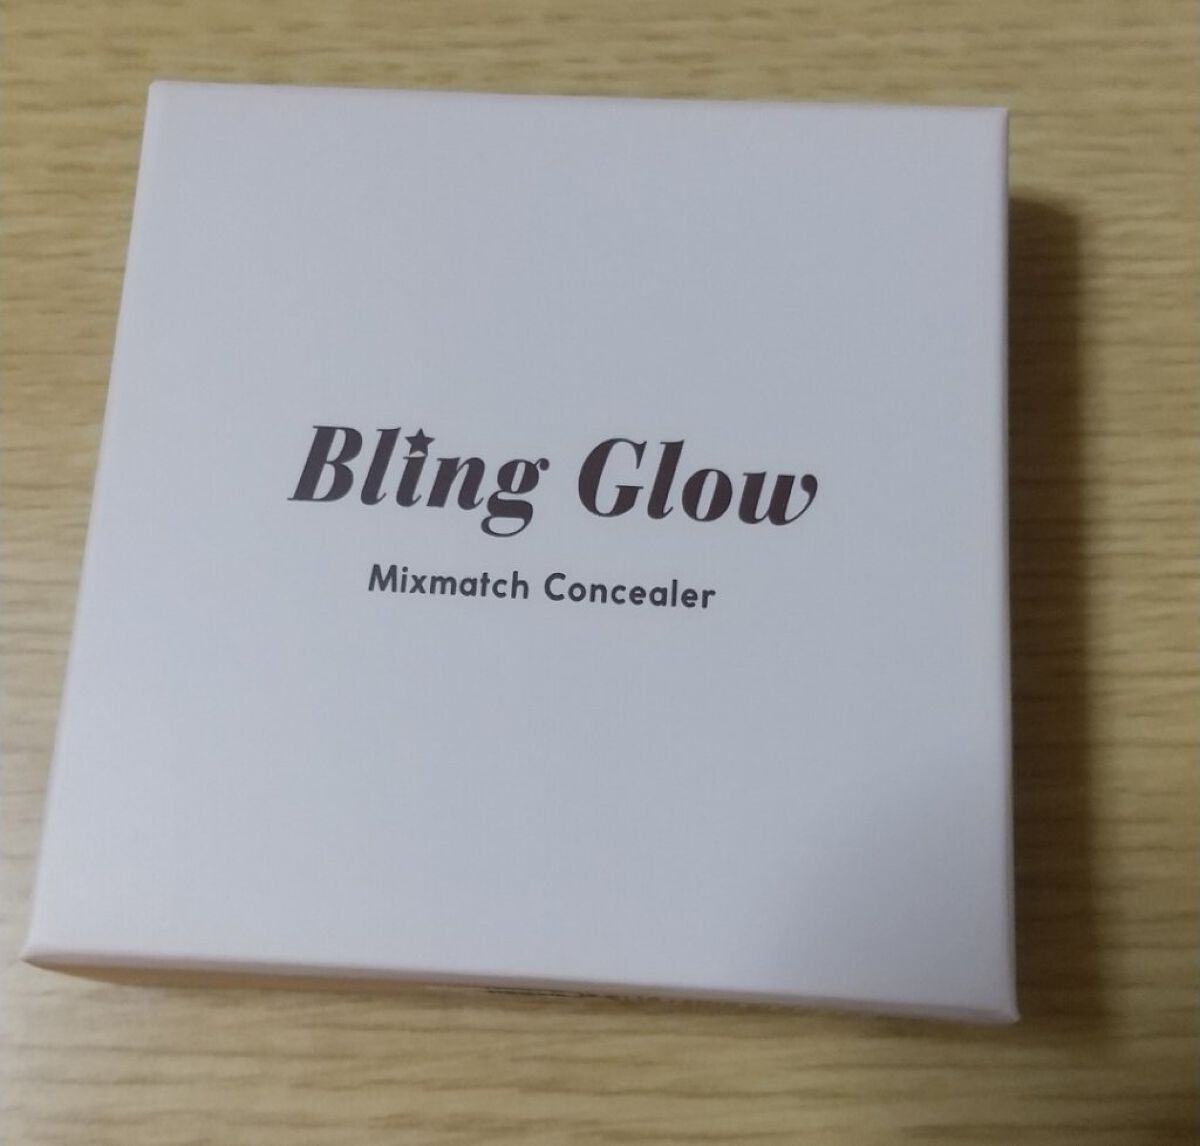 Bling Glow
Mixmatch Concealer